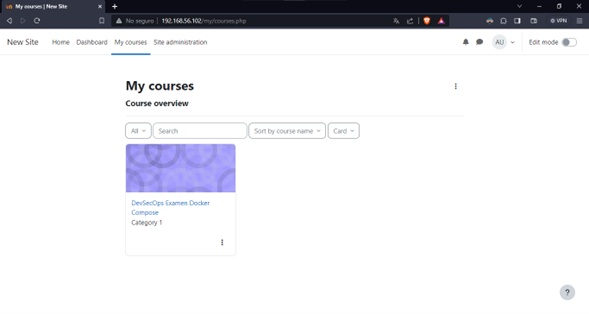 My courses | New Site
No seguro
192.168.56.102/my/courses.php
VPN
New Site
Home
Dashboard
My courses
Site administration
AU
Edit mode
My courses
Course overview
All
Search
Sort by course name
Card
DevSecOps Examen Docker
Compose
Category 1
?